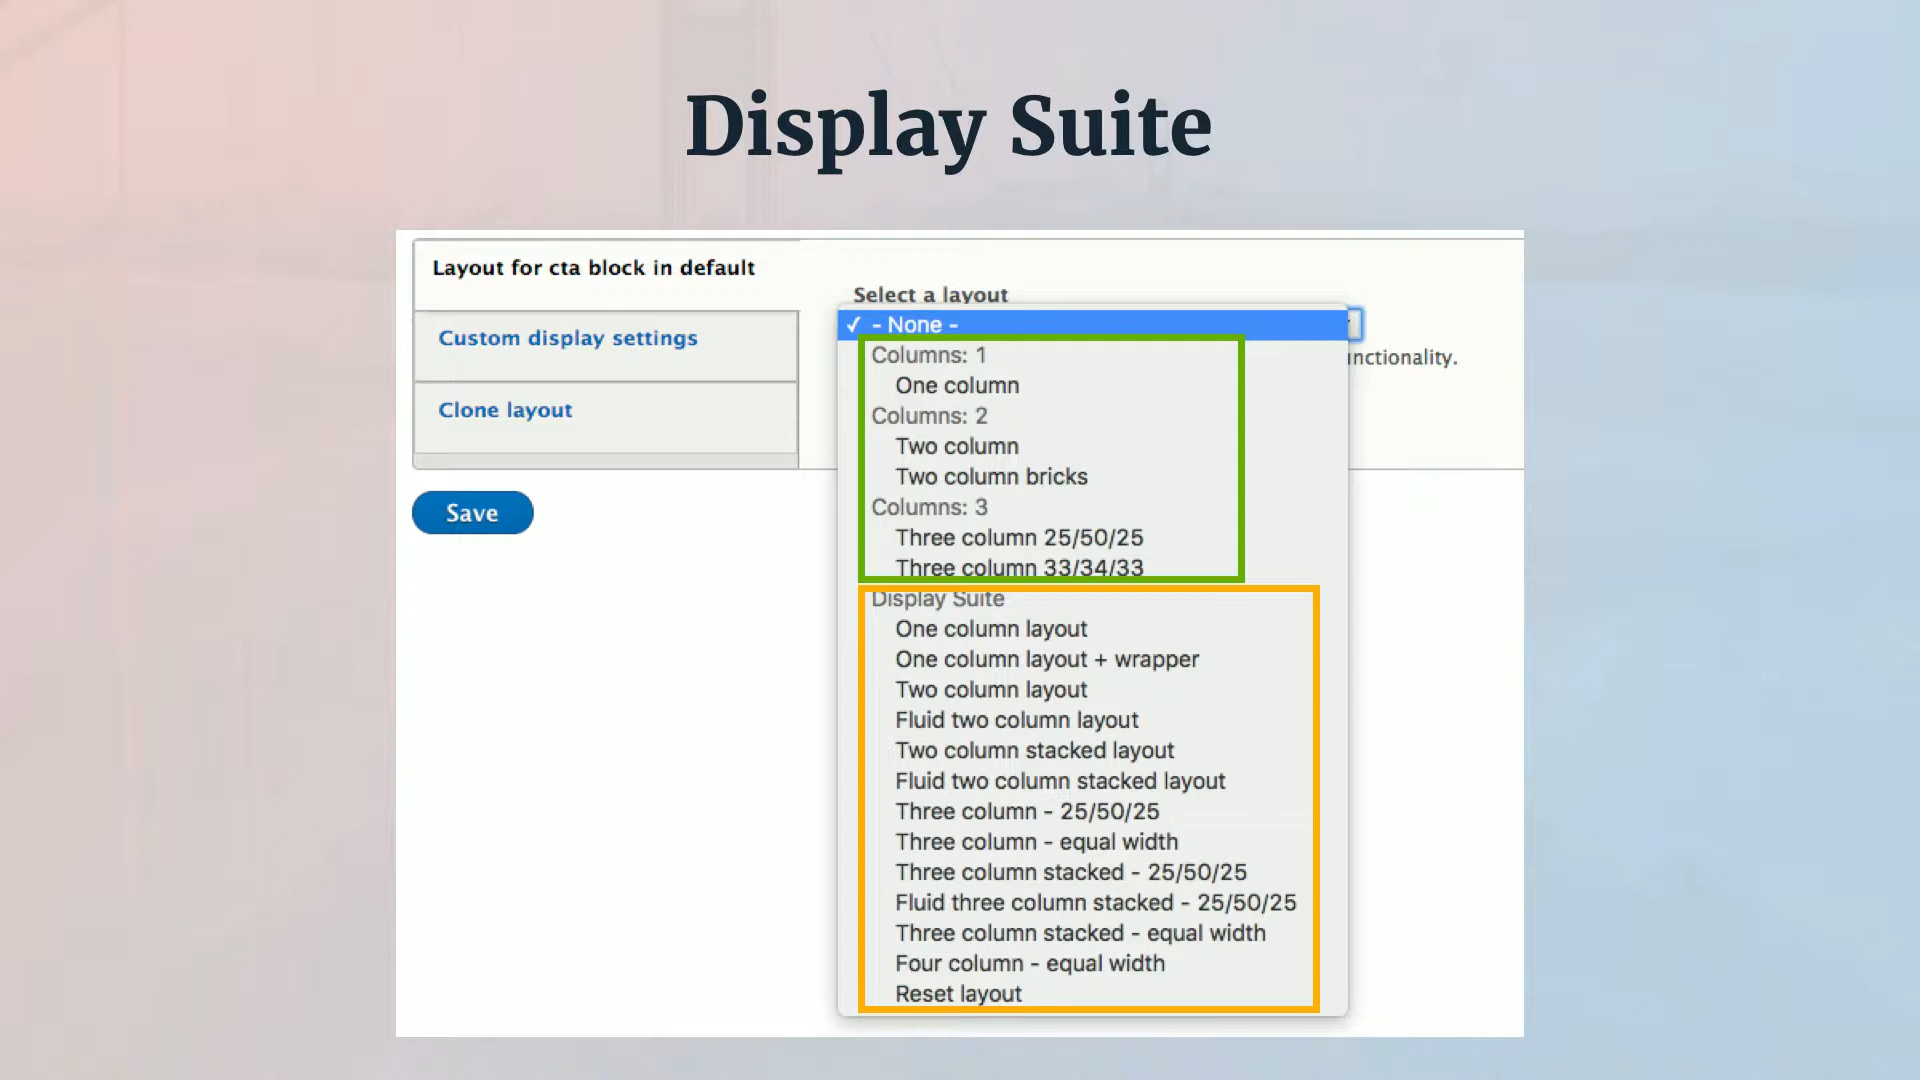 Display Suite
Layout for cta block in default
Custom display settings
Clone layout
Save
Select a layout
✓ - None -
Columns: 1
One column
Columns: 2
Two column
Two column bricks
Columns: 3
Three column 25/50/25
Three column 33/34/33
Display Suite
One column layout
One column layout + wrapper
Two column layout
Fluid two column layout
Two column stacked layout
Fluid two column stacked layout
Three column - 25/50/25
Three column - equal width
Three column stacked - 25/50/25
Fluid three column stacked - 25/50/25
Three column stacked - equal width
Four column - equal width
Reset layout
unctionality.